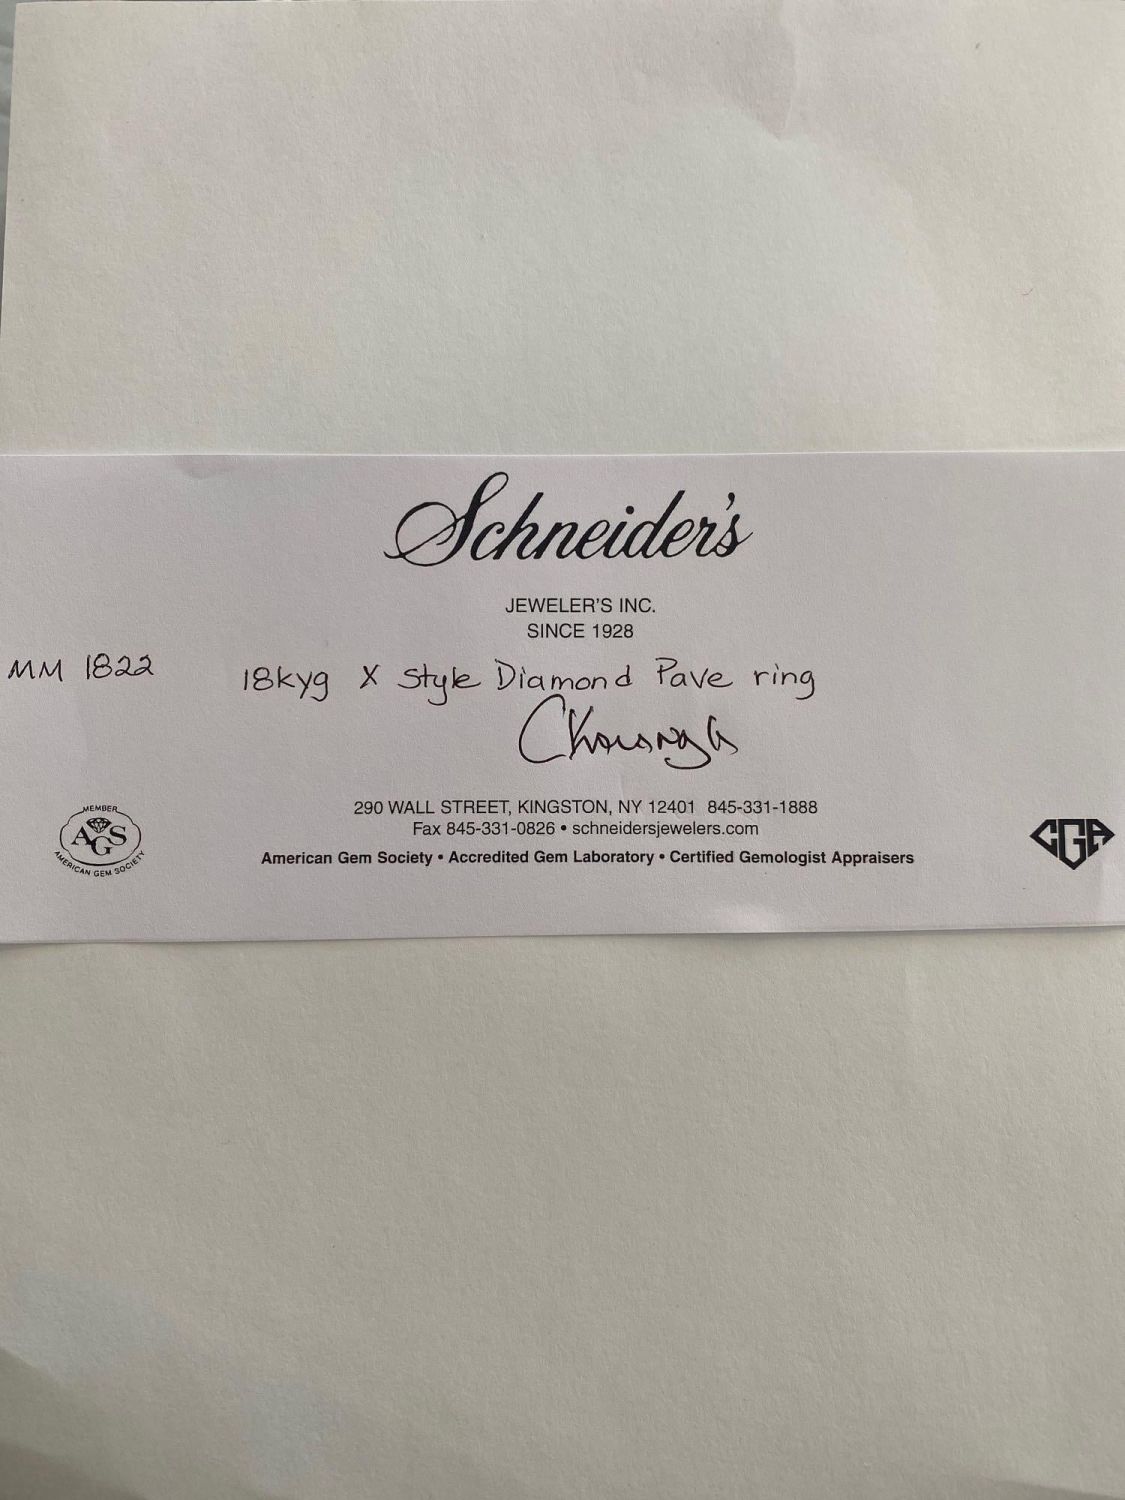 Schneider's
JEWELER'S INC.
SINCE 1928
MM 1822 18kyg X style Diamond Pave ring
290 WALL STREET, KINGSTON, NY 12401 845-331-1888
Fax 845-331-0826 • schneidersjewelers.com
American Gem Society • Accredited Gem Laboratory • Certified Gemologist Appraisers
MEMBER
AGS
AMERICAN GEM SOCIETY
CGA